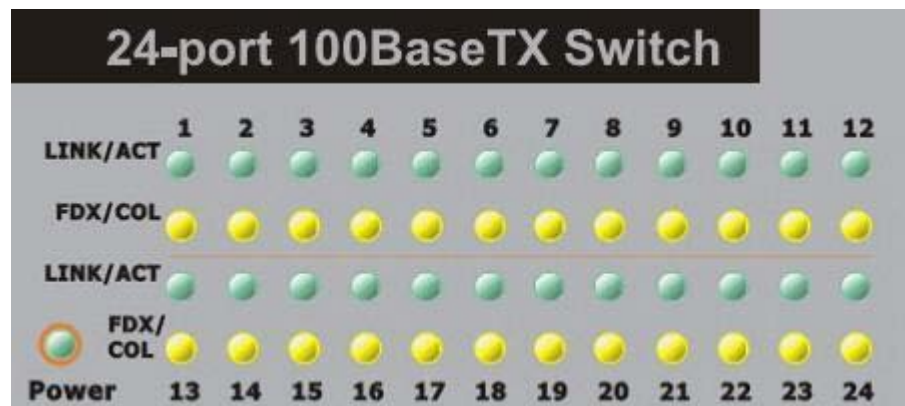 24-port 100BaseTX Switch
1 2 3 4 5 6 7 8 9 10 11 12
LINK/ACT
FDX/COL
LINK/ACT
FDX/
COL
Power 13 14 15 16 17 18 19 20 21 22 23 24